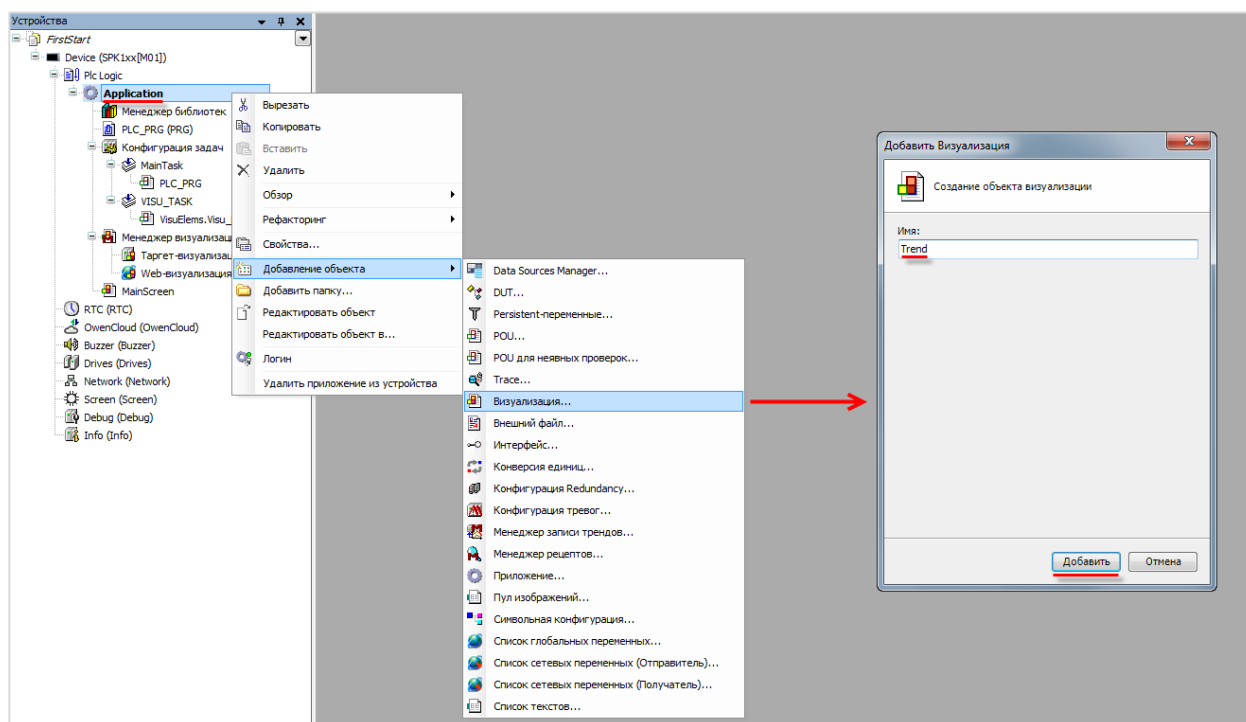 Устройства
FirstStart
Device (SPK1xx[M01])
Plc Logic
Application
Менеджер библиотек
PLC_PRG (PRG)
Конфигурация задач
MainTask
PLC_PRG
VISU_TASK
VisuElems.Visu_
Менеджер визуализац
Таргет-визуализац
Web-визуализация
MainScreen
RTC (RTC)
OwenCloud (OwenCloud)
Buzzer (Buzzer)
Drives (Drives)
Network (Network)
Screen (Screen)
Debug (Debug)
Info (Info)
Вырезать
Копировать
Вставить
Удалить
Обзор
Рефакторинг
Свойства...
Добавление объекта
Добавить папку...
Редактировать объект
Редактировать объект в...
Логин
Удалить приложение из устройства
Data Sources Manager...
DUT...
Persistent-переменные...
POU...
POU для неявных проверок...
Trace...
Визуализация...
Внешний файл...
Интерфейс...
Конверсия единиц...
Конфигурация Redundancy...
Конфигурация тревог...
Менеджер записи трендов...
Менеджер рецептов...
Приложение...
Пул изображений...
Символьная конфигурация...
Список глобальных переменных...
Список сетевых переменных (Отправитель)...
Список сетевых переменных (Получатель)...
Список текстов...
Добавить Визуализация
Создание объекта визуализации
Имя:
Trend
Добавить
Отмена